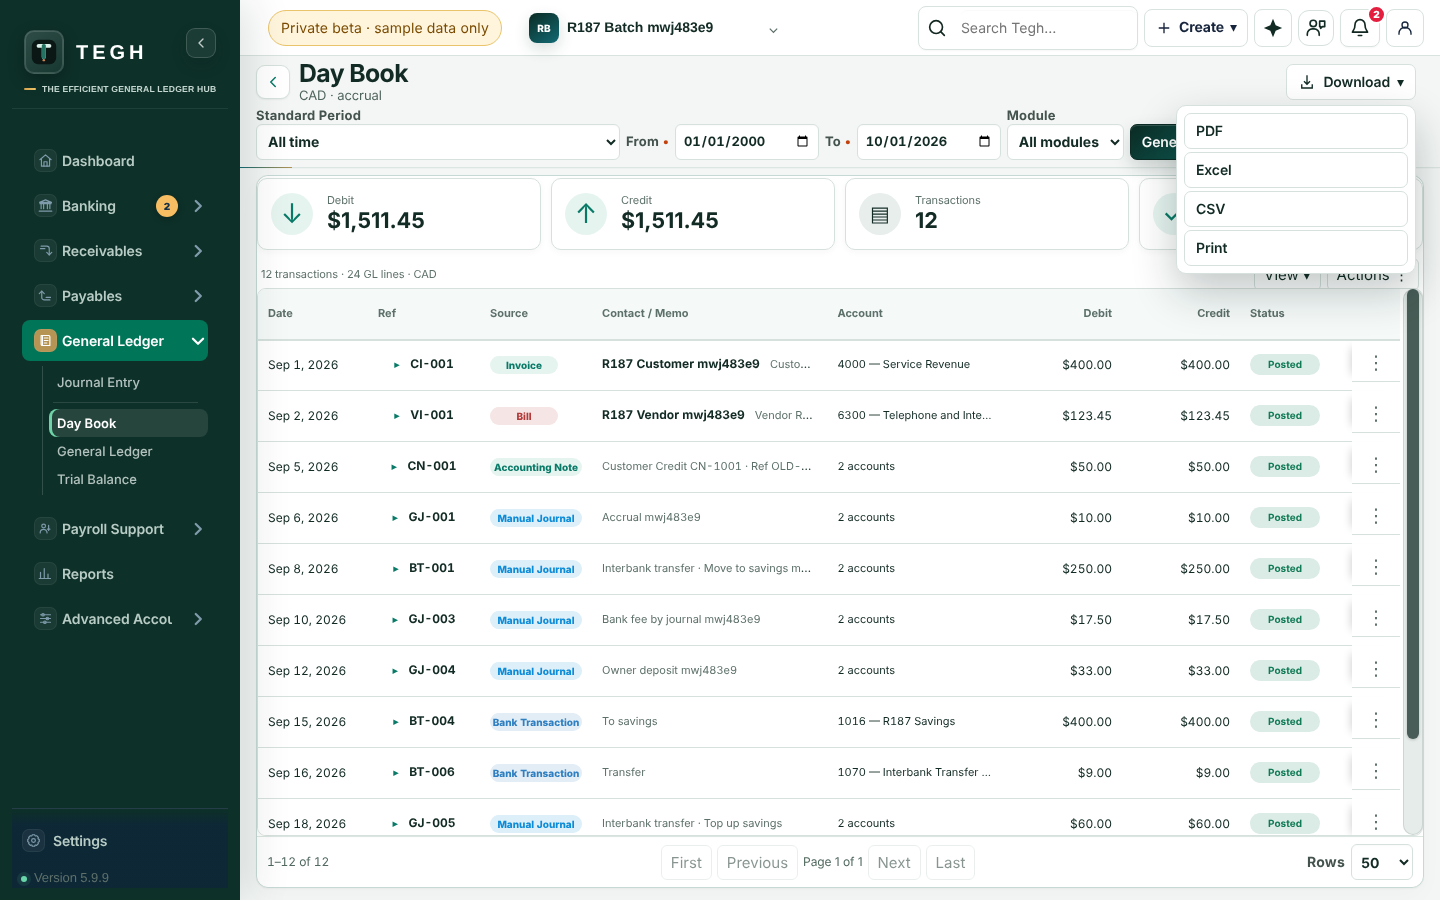 TEGH
THE EFFICIENT GENERAL LEDGER HUB
Dashboard
Banking 2
Receivables
Payables
General Ledger
Journal Entry
Day Book
General Ledger
Trial Balance
Payroll Support
Reports
Advanced Accou
Settings
Version 5.9.9
Private beta · sample data only
RB R187 Batch mwj483e9
Search Tegh...
+ Create ▾
2
Day Book
CAD · accrual
Download ▾
Standard Period
Module
All time From • 01/01/2000 To • 10/01/2026 All modules Gene
PDF
Excel
CSV
Print
Debit
$1,511.45
Credit
$1,511.45
Transactions
12
12 transactions · 24 GL lines · CAD
View ▾ Actions ⋮
Date Ref Source Contact / Memo Account Debit Credit Status
Sep 1, 2026 ▸ CI-001 Invoice R187 Customer mwj483e9 Custo... 4000 — Service Revenue $400.00 $400.00 Posted ⋮
Sep 2, 2026 ▸ VI-001 Bill R187 Vendor mwj483e9 Vendor R... 6300 — Telephone and Inte... $123.45 $123.45 Posted ⋮
Sep 5, 2026 ▸ CN-001 Accounting Note Customer Credit CN-1001 · Ref OLD-... 2 accounts $50.00 $50.00 Posted ⋮
Sep 6, 2026 ▸ GJ-001 Manual Journal Accrual mwj483e9 2 accounts $10.00 $10.00 Posted ⋮
Sep 8, 2026 ▸ BT-001 Manual Journal Interbank transfer · Move to savings m... 2 accounts $250.00 $250.00 Posted ⋮
Sep 10, 2026 ▸ GJ-003 Manual Journal Bank fee by journal mwj483e9 2 accounts $17.50 $17.50 Posted ⋮
Sep 12, 2026 ▸ GJ-004 Manual Journal Owner deposit mwj483e9 2 accounts $33.00 $33.00 Posted ⋮
Sep 15, 2026 ▸ BT-004 Bank Transaction To savings 1016 — R187 Savings $400.00 $400.00 Posted ⋮
Sep 16, 2026 ▸ BT-006 Bank Transaction Transfer 1070 — Interbank Transfer ... $9.00 $9.00 Posted ⋮
Sep 18, 2026 ▸ GJ-005 Manual Journal Interbank transfer · Top up savings 2 accounts $60.00 $60.00 Posted ⋮
1–12 of 12 First Previous Page 1 of 1 Next Last Rows 50